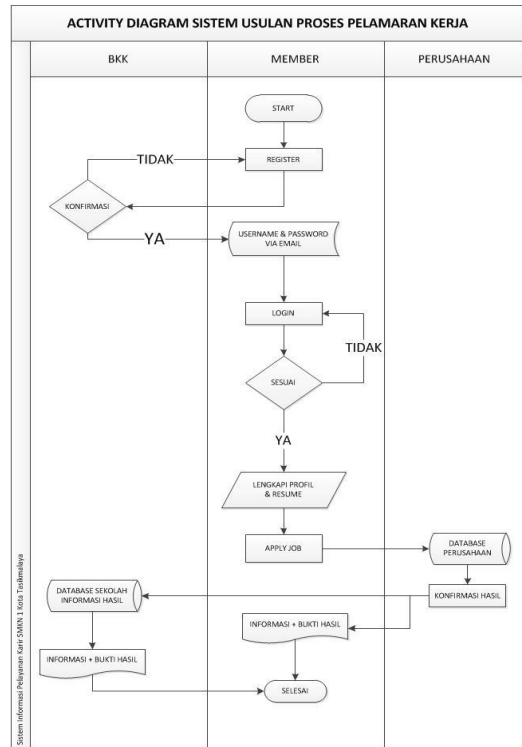 ACTIVITY DIAGRAM SISTEM USULAN PROSES PELAMARAN KERJA
BKK
MEMBER
PERUSAHAAN
START
TIDAK
REGISTER
KONFIRMASI
YA
USERNAME & PASSWORD
VIA EMAIL
LOGIN
TIDAK
SESUAI
YA
LENGKAPI PROFIL
& RESUME
APPLY JOB
DATABASE
PERUSAHAAN
KONFIRMASI HASIL
DATABASE SEKOLAH
INFORMASI HASIL
INFORMASI + BUKTI HASIL
INFORMASI + BUKTI HASIL
SELESAI
Sistem Informasi Pelayanan Karir SMKN 1 Kota Tasikmalaya